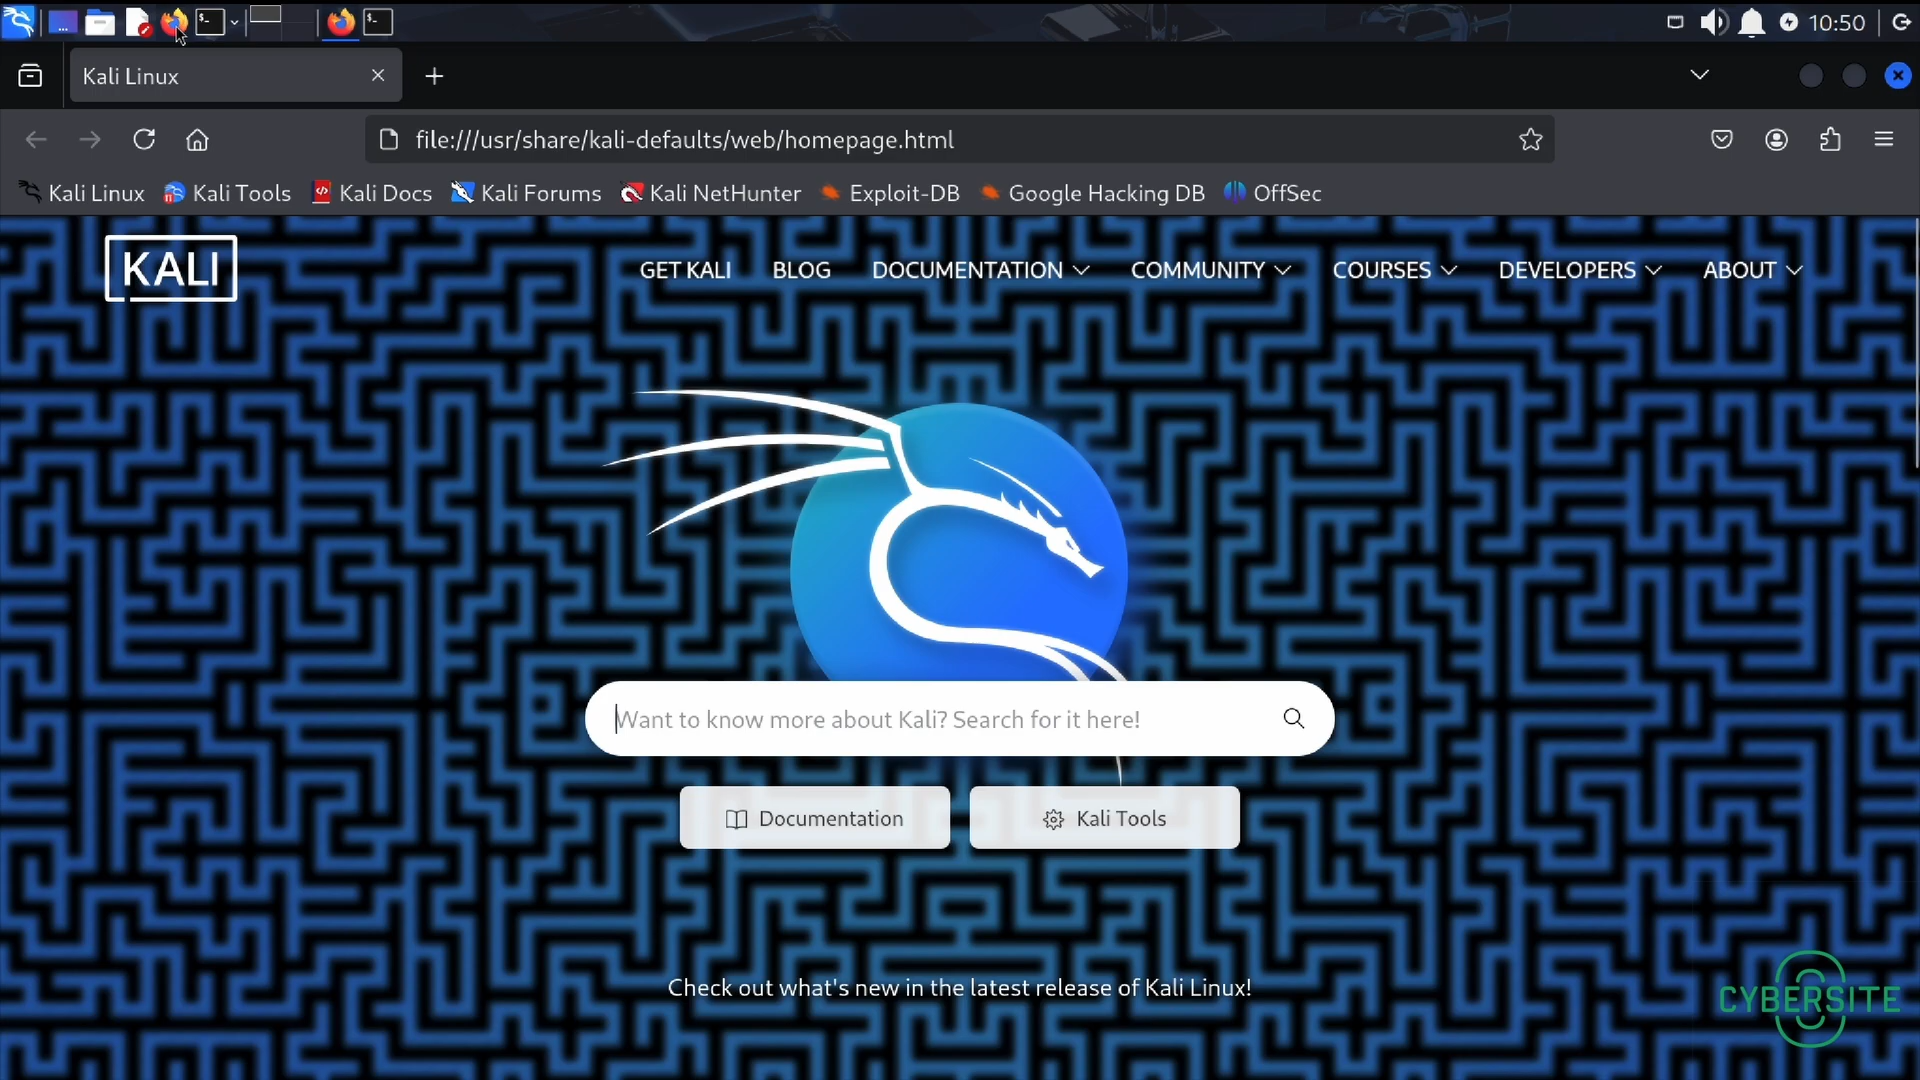 10:50
Kali Linux
file:///usr/share/kali-defaults/web/homepage.html
Kali Linux Kali Tools Kali Docs Kali Forums Kali NetHunter Exploit-DB Google Hacking DB OffSec
KALI GET KALI BLOG DOCUMENTATION COMMUNITY COURSES DEVELOPERS ABOUT
Want to know more about Kali? Search for it here!
Documentation Kali Tools
Check out what's new in the latest release of Kali Linux!
CYBERSITE